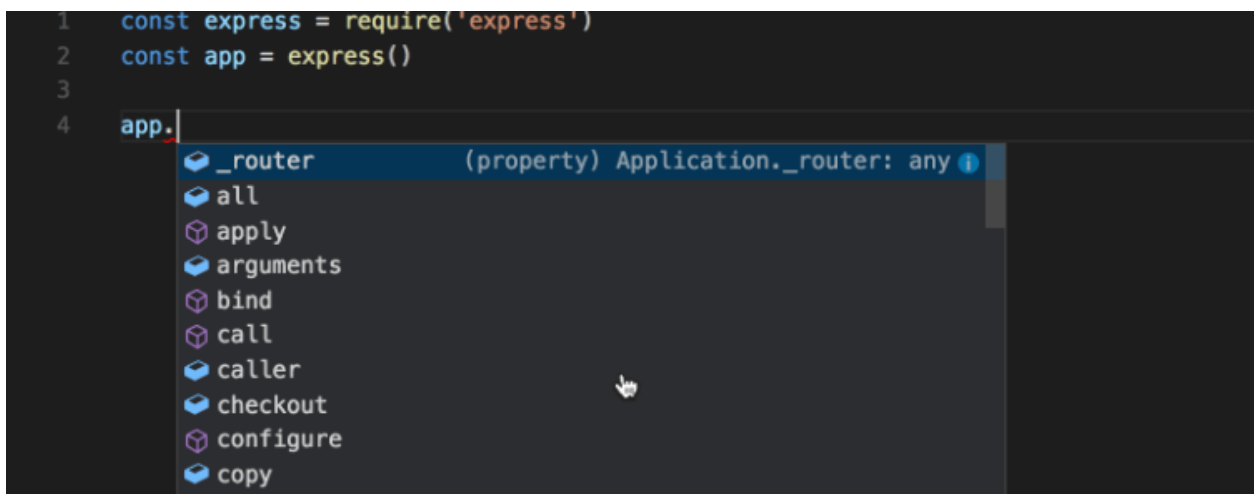 1 const express = require('express')
2 const app = express()
3
4 app.
_router (property) Application._router: any
all
apply
arguments
bind
call
caller
checkout
configure
copy